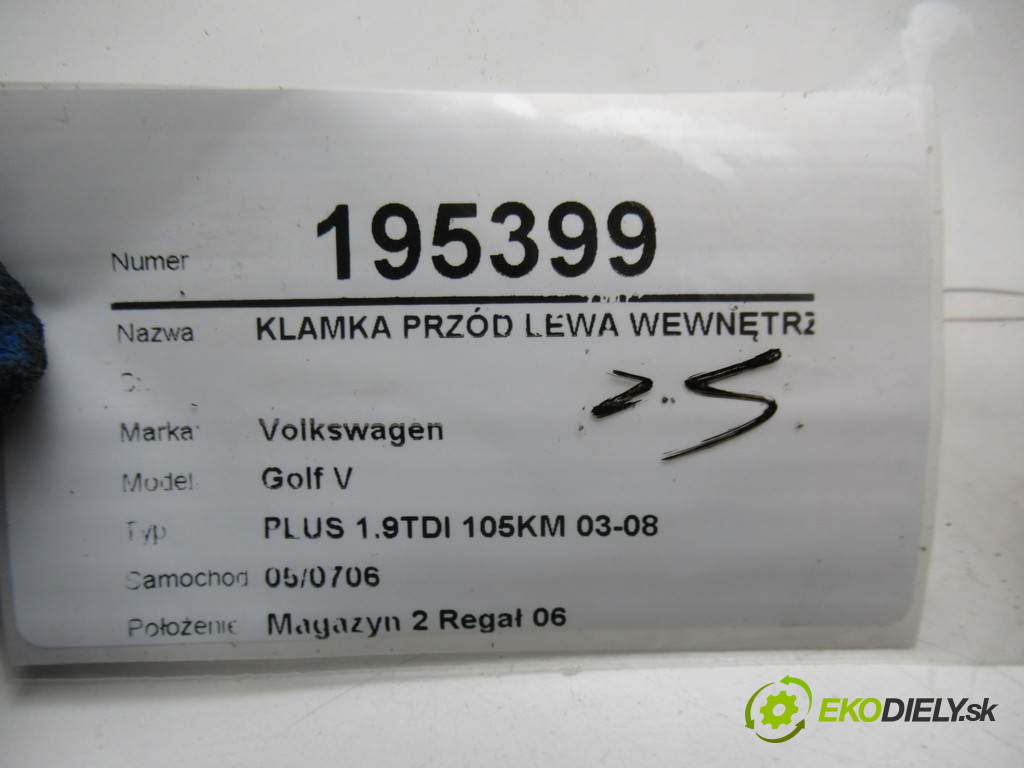 Numer 195399
Nazwa KLAMKA PRZÓD LEWA WEWNĘTRZ
2.5
Marka Volkswagen
Model Golf V
Typ PLUS 1.9TDI 105KM 03-08
Samochod 05/0706
Położenie Magazyn 2 Regał 06
EKODIELY.sk